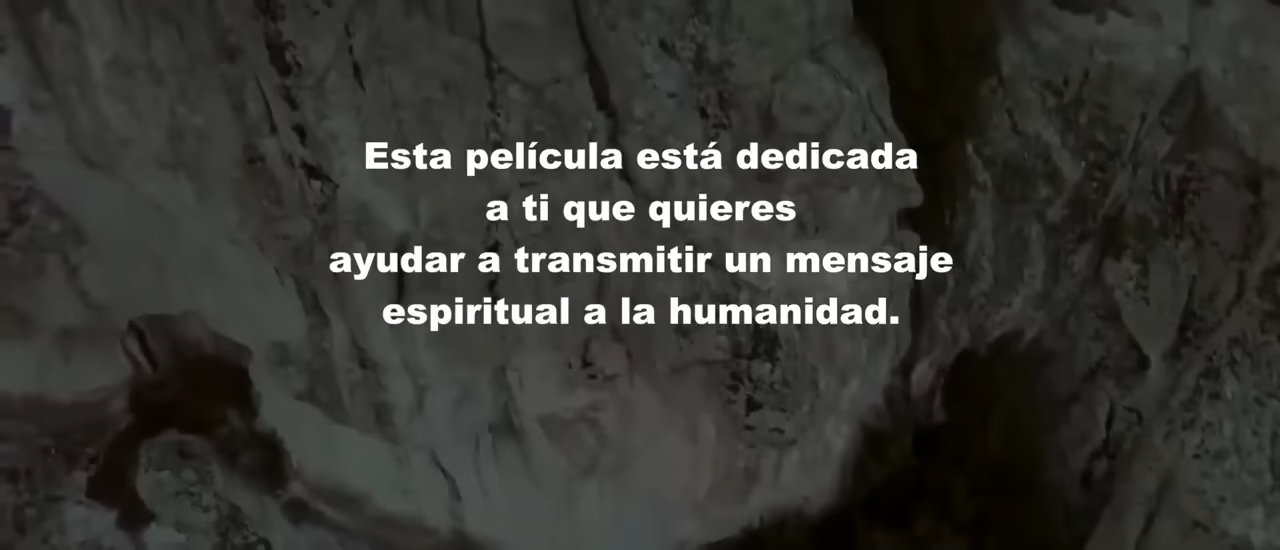 Esta película está dedicada
a ti que quieres
ayudar a transmitir un mensaje
espiritual a la humanidad.